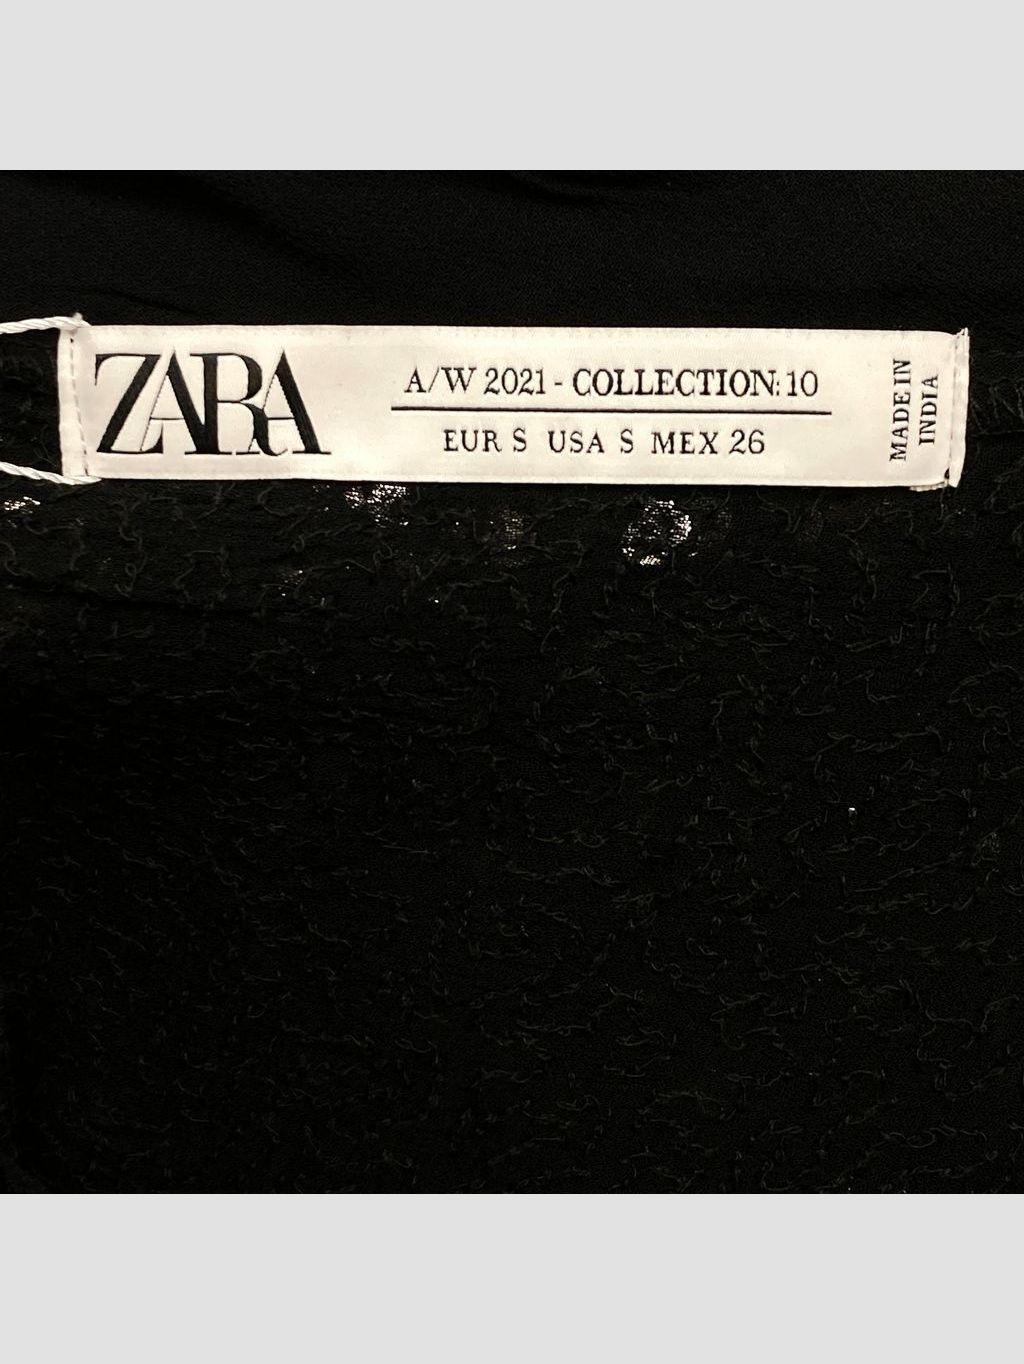 ZARA
A/W 2021 - COLLECTION: 10
EUR S USA S MEX 26
MADE IN
INDIA